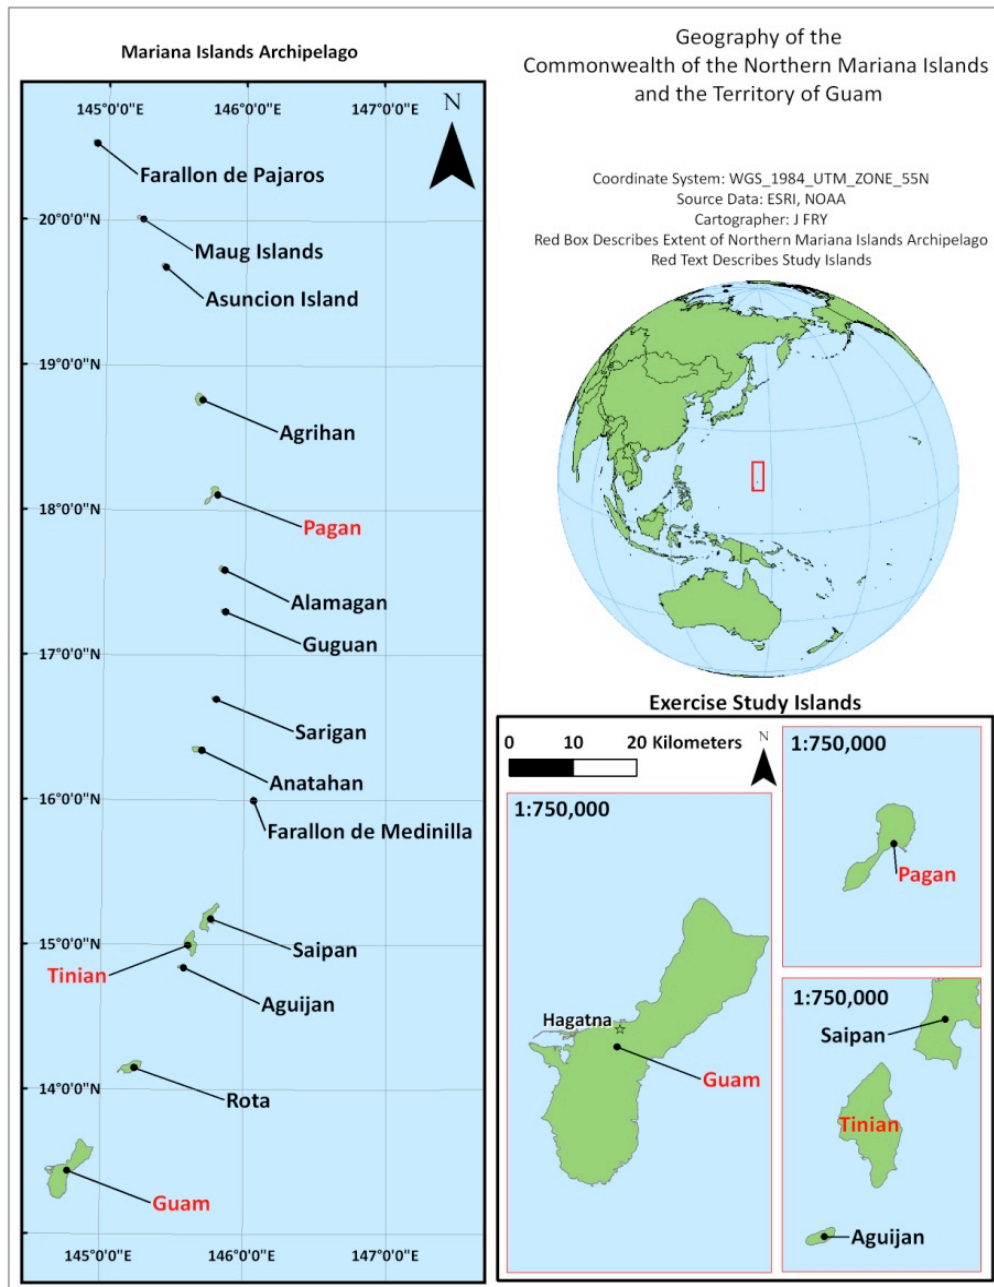 Mariana Islands Archipelago
145°0'0"E 146°0'0"E 147°0'0"E
N
Farallon de Pajaros
20°0'0"N
Maug Islands
Asuncion Island
19°0'0"N
Agrihan
18°0'0"N
Pagan
Alamagan
Guguan
17°0'0"N
Sarigan
Anatahan
16°0'0"N
Farallon de Medinilla
15°0'0"N
Saipan
Tinian
Aguijan
14°0'0"N
Rota
Guam
145°0'0"E 146°0'0"E 147°0'0"E
Geography of the
Commonwealth of the Northern Mariana Islands
and the Territory of Guam
Coordinate System: WGS_1984_UTM_ZONE_55N
Source Data: ESRI, NOAA
Cartographer: J FRY
Red Box Describes Extent of Northern Mariana Islands Archipelago
Red Text Describes Study Islands
Exercise Study Islands
0 10 20 Kilometers
N
1:750,000
Hagatna
Guam
1:750,000
Pagan
1:750,000
Saipan
Tinian
Aguijan